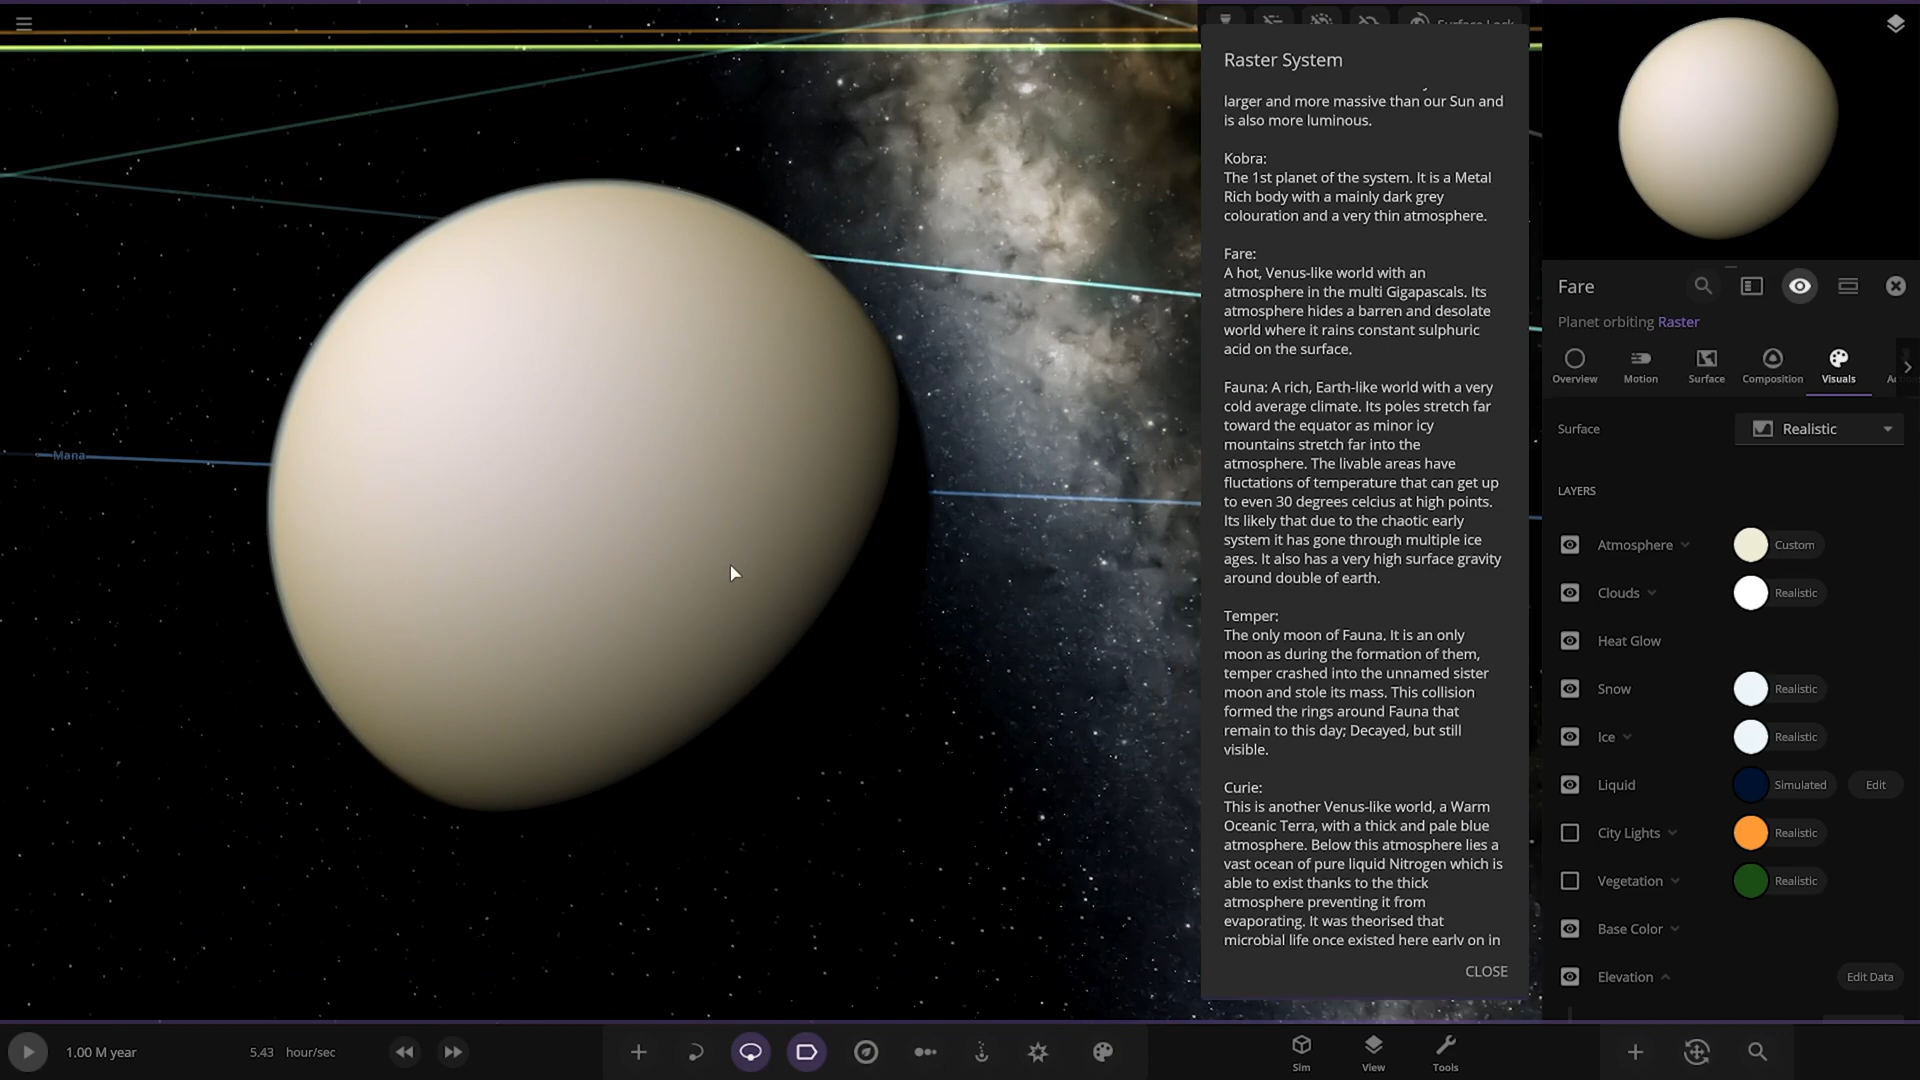 Surface Lock
Raster System
larger and more massive than our Sun and
is also more luminous.
Kobra:
The 1st planet of the system. It is a Metal
Rich body with a mainly dark grey
colouration and a very thin atmosphere.
Fare:
A hot, Venus-like world with an
atmosphere in the multi Gigapascals. Its
atmosphere hides a barren and desolate
world where it rains constant sulphuric
acid on the surface.
Fauna: A rich, Earth-like world with a very
cold average climate. Its poles stretch far
toward the equator as minor icy
mountains stretch far into the
atmosphere. The livable areas have
fluctations of temperature that can get up
to even 30 degrees celcius at high points.
Its likely that due to the chaotic early
system it has gone through multiple ice
ages. It also has a very high surface gravity
around double of earth.
Temper:
The only moon of Fauna. It is an only
moon as during the formation of them,
temper crashed into the unnamed sister
moon and stole its mass. This collision
formed the rings around Fauna that
remain to this day; Decayed, but still
visible.
Curie:
This is another Venus-like world, a Warm
Oceanic Terra, with a thick and pale blue
atmosphere. Below this atmosphere lies a
vast ocean of pure liquid Nitrogen which is
able to exist thanks to the thick
atmosphere preventing it from
evaporating. It was theorised that
microbial life once existed here early on in
CLOSE
Mana
Fare
Planet orbiting Raster
Overview Motion Surface Composition Visuals
Surface Realistic
LAYERS
Atmosphere Custom
Clouds Realistic
Heat Glow
Snow Realistic
Ice Realistic
Liquid Simulated Edit
City Lights Realistic
Vegetation Realistic
Base Color
Elevation Edit Data
1.00 M year 5.43 hour/sec
Sim View Tools